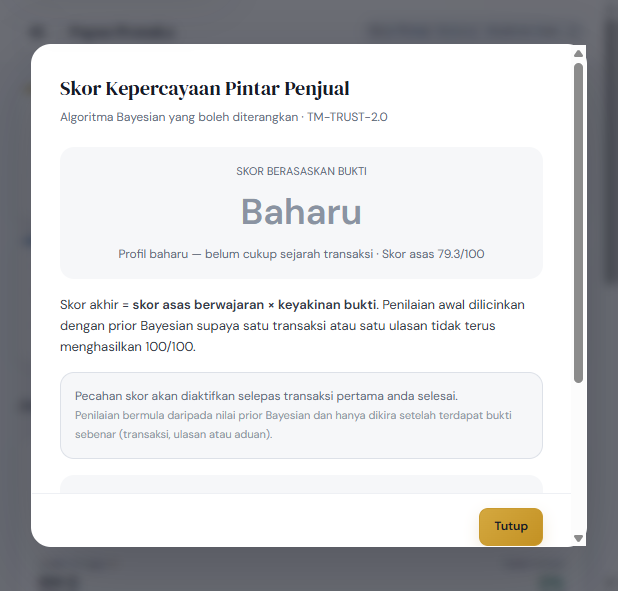 Skor Kepercayaan Pintar Penjual
Algoritma Bayesian yang boleh diterangkan · TM-TRUST-2.0
SKOR BERASASKAN BUKTI
Baharu
Profil baharu — belum cukup sejarah transaksi · Skor asas 79.3/100
Skor akhir = skor asas berwajaran × keyakinan bukti. Penilaian awal dilicinkan
dengan prior Bayesian supaya satu transaksi atau satu ulasan tidak terus
menghasilkan 100/100.
Pecahan skor akan diaktifkan selepas transaksi pertama anda selesai.
Penilaian bermula daripada nilai prior Bayesian dan hanya dikira setelah terdapat bukti
sebenar (transaksi, ulasan atau aduan).
Tutup